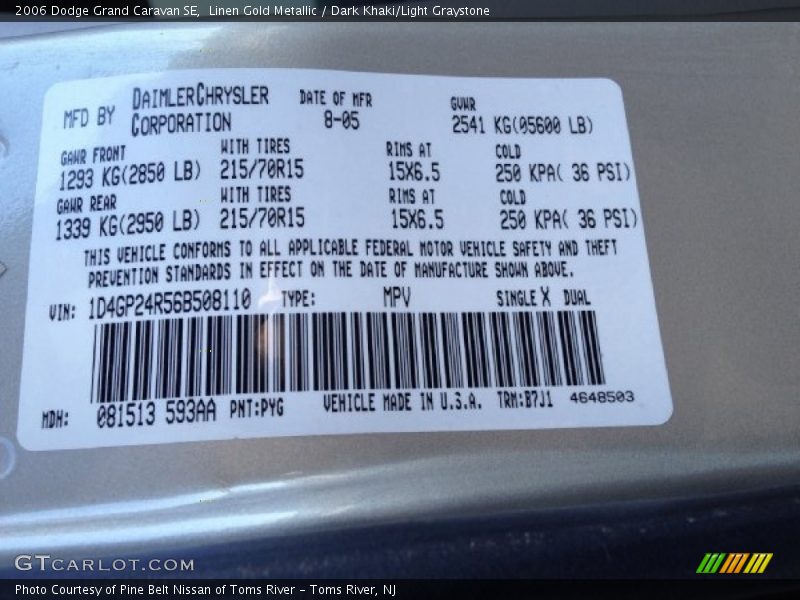 2006 Dodge Grand Caravan SE,  Linen Gold Metallic / Dark Khaki/Light Graystone
MFD BY DAIMLERCHRYSLER CORPORATION DATE OF MFR 8-05 GVWR 2541 KG(05600 LB)
GAWR FRONT WITH TIRES RIMS AT COLD
1293 KG(2850 LB) 215/70R15 15X6.5 250 KPA( 36 PSI)
GAWR REAR WITH TIRES RIMS AT COLD
1339 KG(2950 LB) 215/70R15 15X6.5 250 KPA( 36 PSI)
THIS VEHICLE CONFORMS TO ALL APPLICABLE FEDERAL MOTOR VEHICLE SAFETY AND THEFT
PREVENTION STANDARDS IN EFFECT ON THE DATE OF MANUFACTURE SHOWN ABOVE.
VIN: 1D4GP24R56B508110 TYPE: MPV SINGLE X DUAL
MDH: 081513 593AA PNT:PYG VEHICLE MADE IN U.S.A. TRM:B7J1 4648503
GTCARLOT.COM
Photo Courtesy of Pine Belt Nissan of Toms River – Toms River, NJ